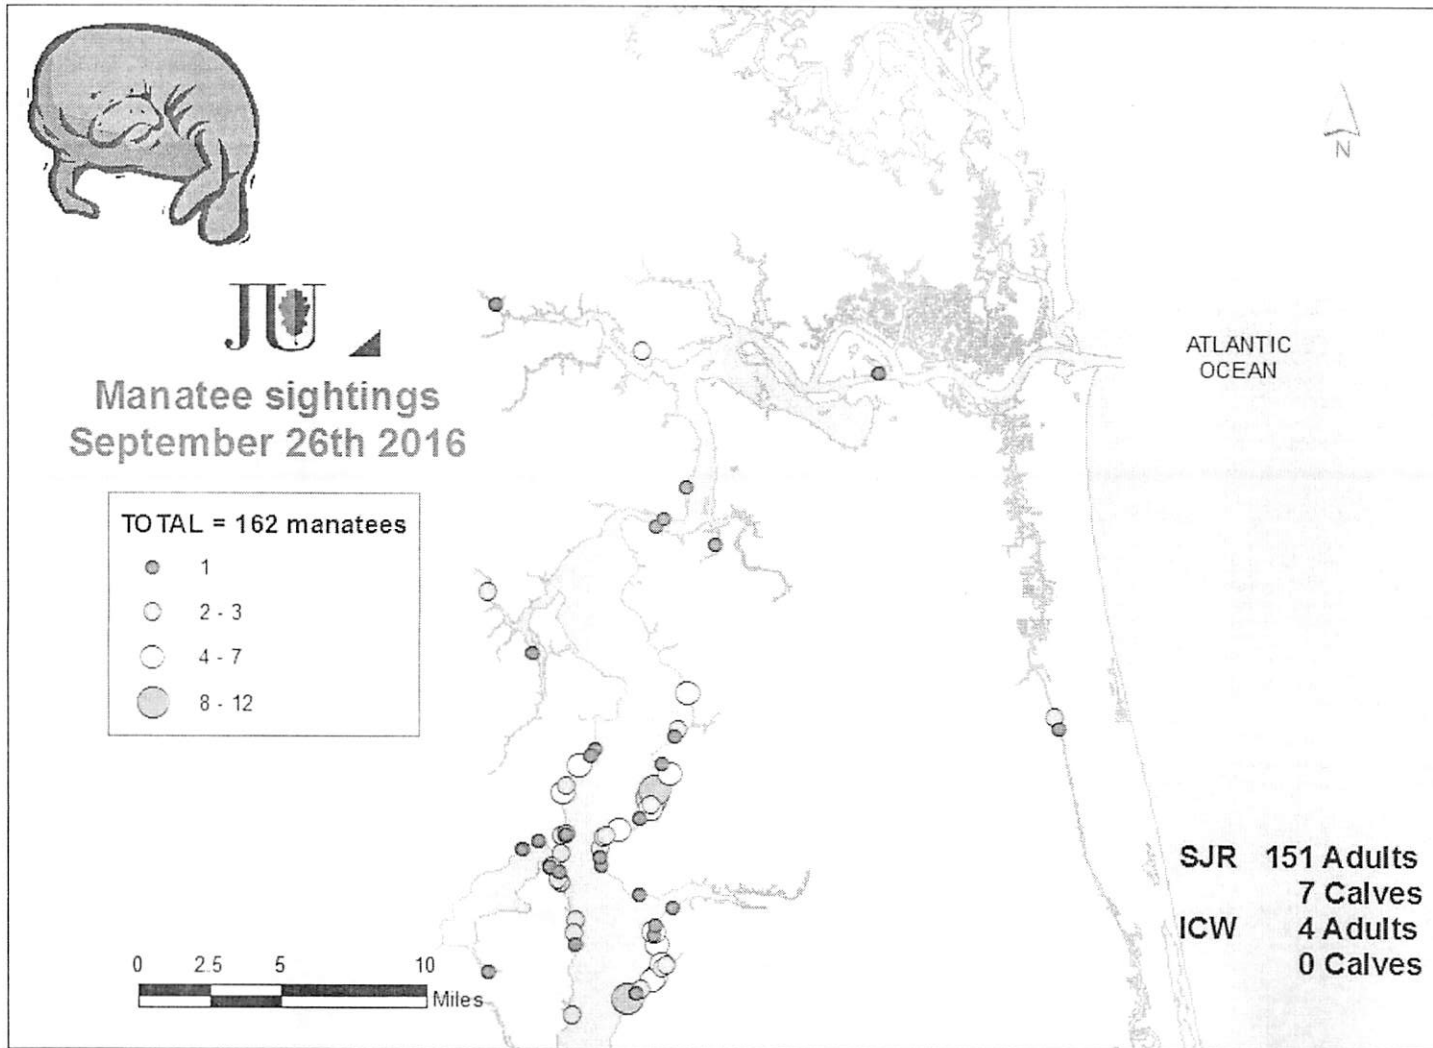 N
ATLANTIC
OCEAN
JU
Manatee sightings
September 26th 2016
TOTAL = 162 manatees
1
2 - 3
4 - 7
8 - 12
SJR 151 Adults
7 Calves
ICW 4 Adults
0 Calves
0 2.5 5 10
Miles